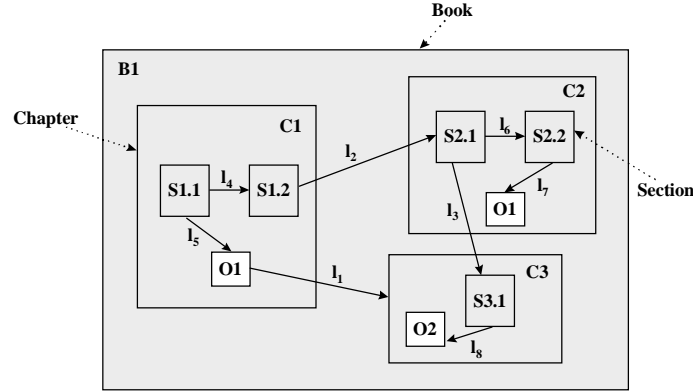 Book
B1
Chapter
C1
C2
S2.1
l6
S2.2
l2
S1.1
l4
S1.2
Section
l7
O1
l3
l5
O1
l1
C3
S3.1
O2
l8